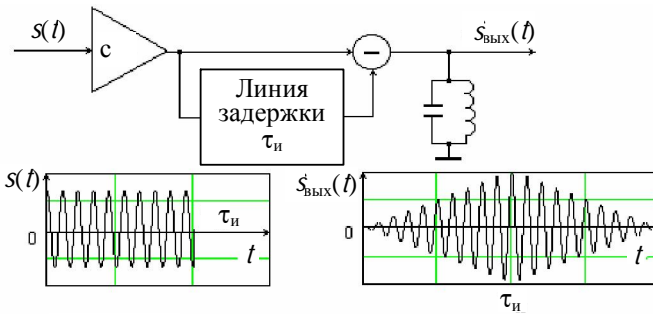 s(t)
c
−
s_вых(t)
Линия
задержки
τ_и
s(t)
0
τ_и
t
s_вых(t)
0
t
τ_и